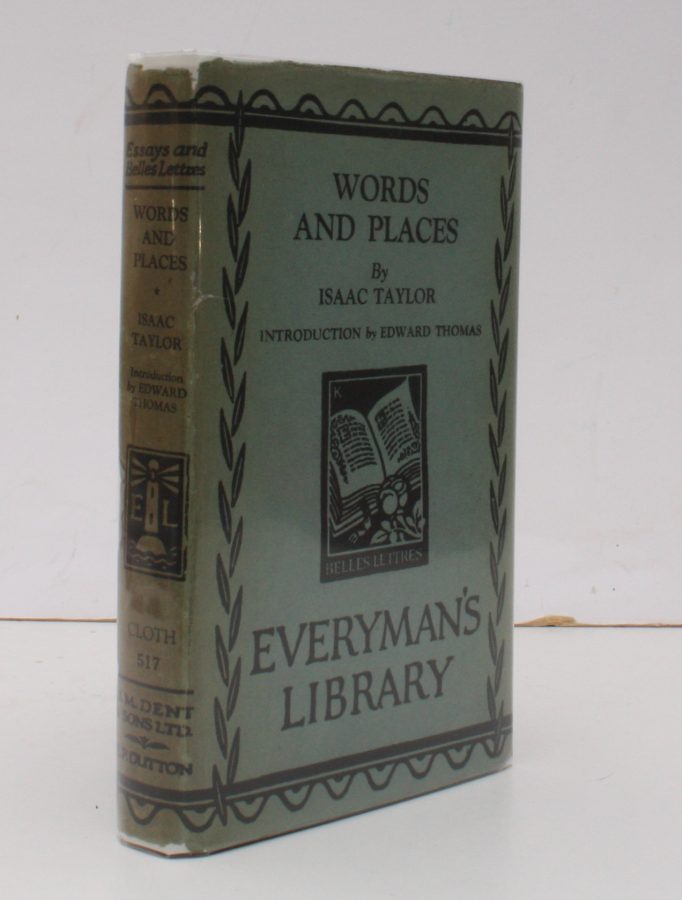 Essays and
Belles Lettres
WORDS
AND
PLACES
ISAAC
TAYLOR
Introduction
by EDWARD
THOMAS
E L
CLOTH
517
J. M. DENT
& SONS LTD.
E. P. DUTTON
WORDS
AND PLACES
By
ISAAC TAYLOR
INTRODUCTION by EDWARD THOMAS
K
BELLES LETTRES
EVERYMAN'S
LIBRARY